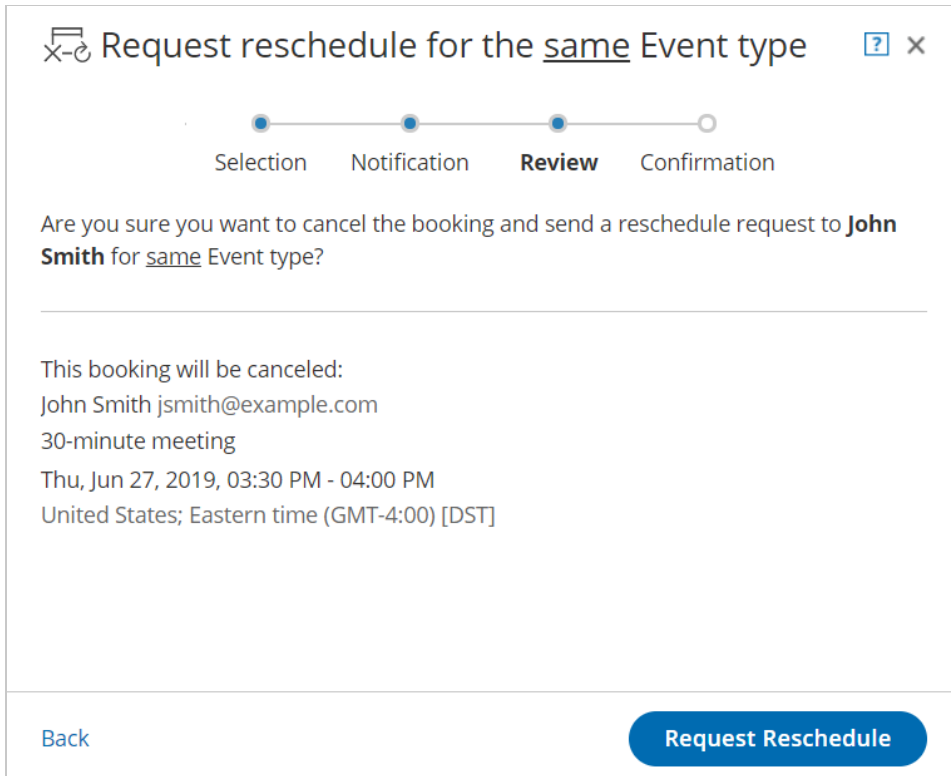 Request reschedule for the same Event type
?
Selection Notification Review Confirmation
Are you sure you want to cancel the booking and send a reschedule request to John
Smith for same Event type?
This booking will be canceled:
John Smith jsmith@example.com
30-minute meeting
Thu, Jun 27, 2019, 03:30 PM - 04:00 PM
United States; Eastern time (GMT-4:00) [DST]
Back Request Reschedule